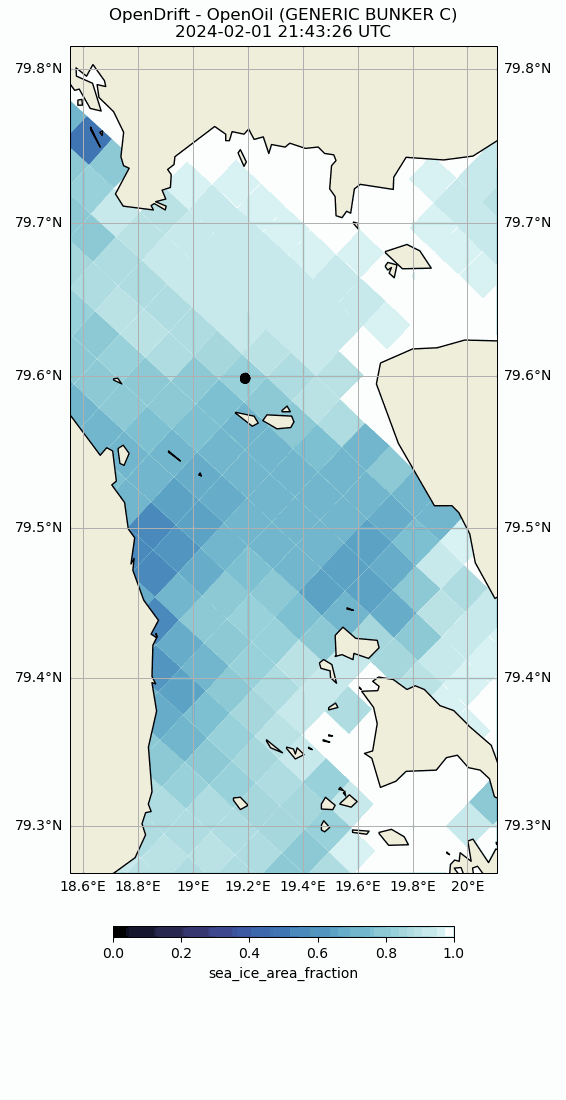 OpenDrift - OpenOil (GENERIC BUNKER C)
2024-02-01 21:43:26 UTC
79.8°N 79.8°N
79.7°N 79.7°N
79.6°N 79.6°N
79.5°N 79.5°N
79.4°N 79.4°N
79.3°N 79.3°N
18.6°E 18.8°E 19°E 19.2°E 19.4°E 19.6°E 19.8°E 20°E
0.0 0.2 0.4 0.6 0.8 1.0
sea_ice_area_fraction